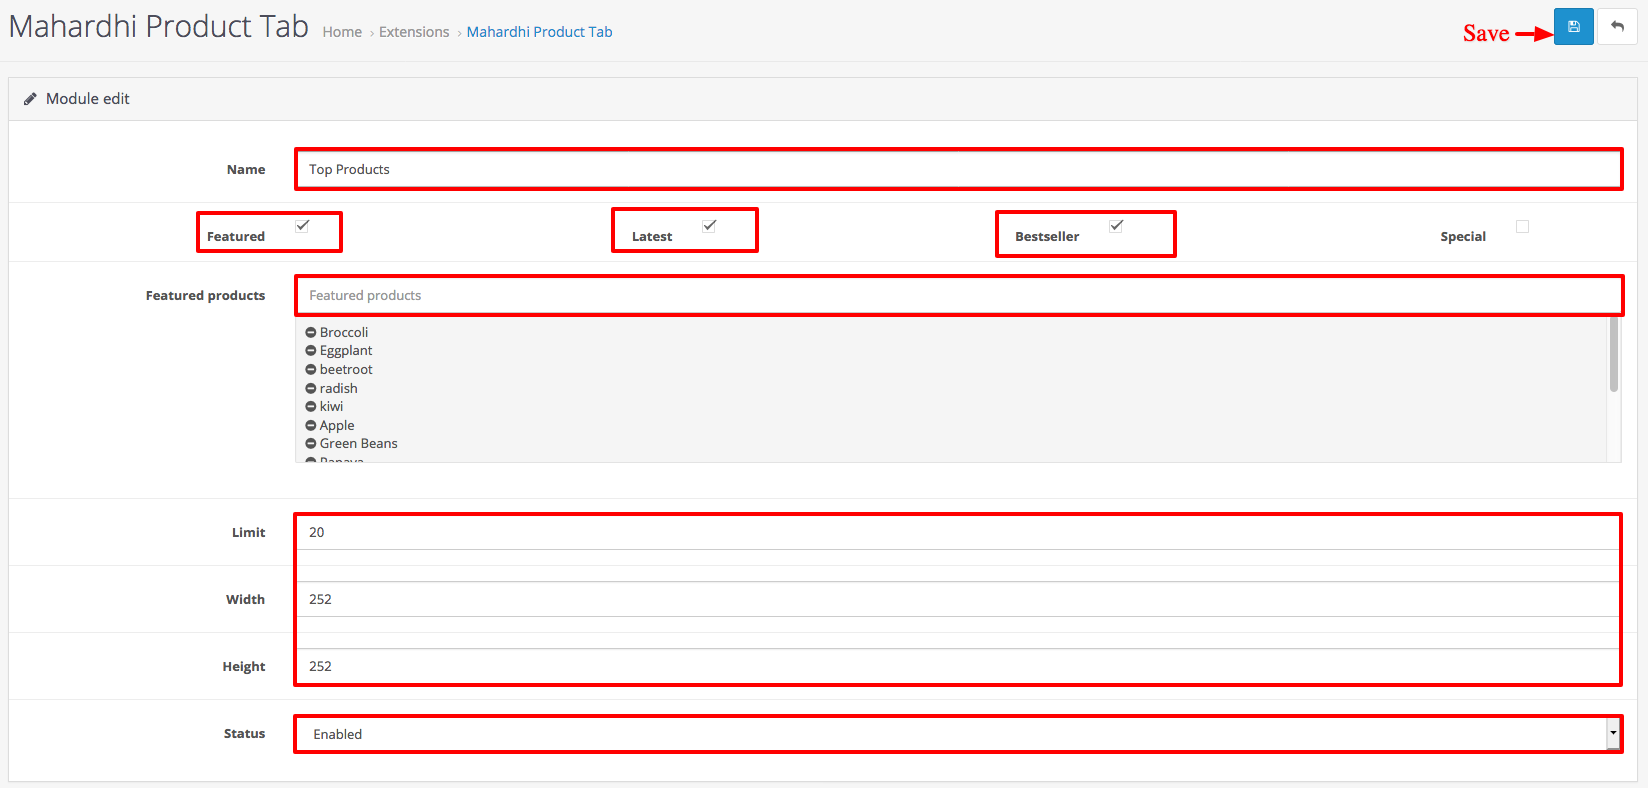 Mahardhi Product Tab Home › Extensions › Mahardhi Product Tab
Save
Module edit
Name Top Products
Featured Latest Bestseller Special
Featured products Featured products
Broccoli
Eggplant
beetroot
radish
kiwi
Apple
Green Beans
Papaya
Limit 20
Width 252
Height 252
Status Enabled